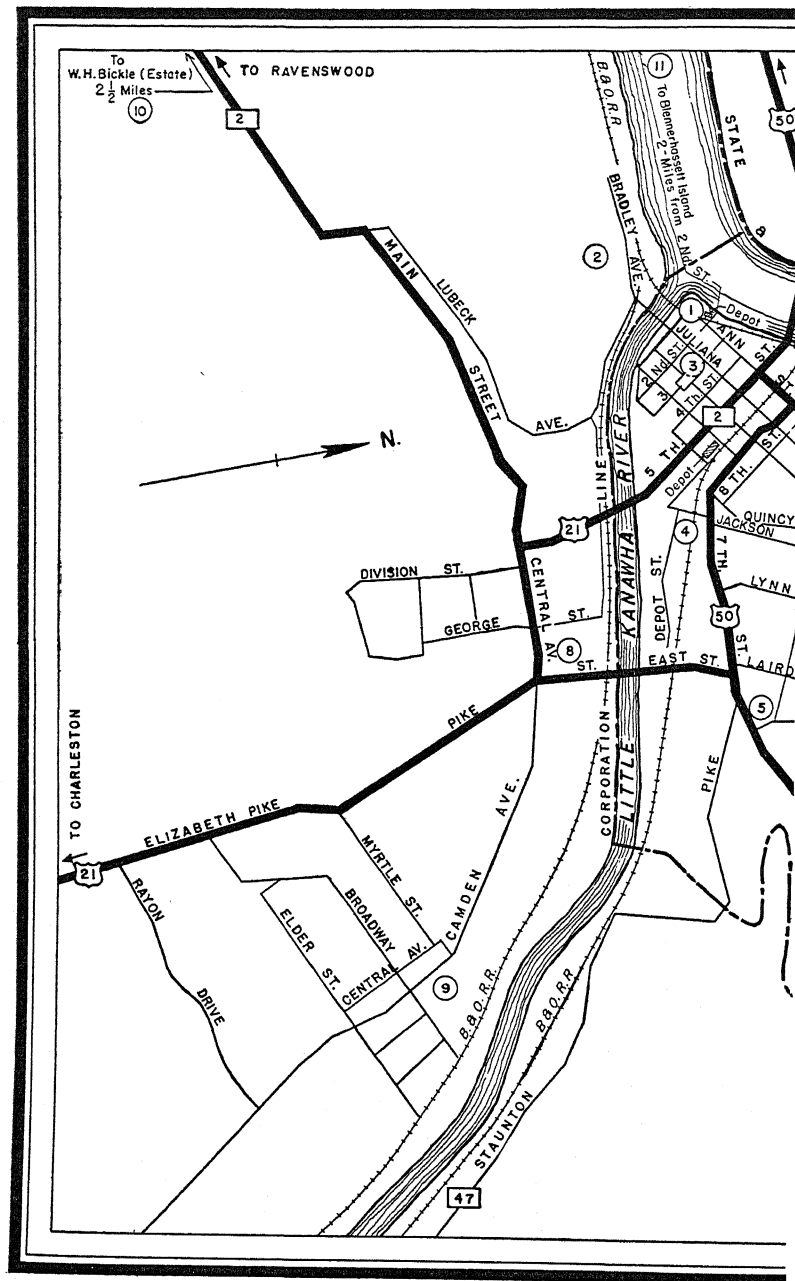 To
W.H. Bickle (Estate)
2 1/2 Miles
10
TO RAVENSWOOD
2
B.& O. R.R
11
To Blennerhassett Island
2-Miles from
2 Nd ST.
STATE
50
a
BRADLEY AVE.
2
MAIN STREET
LUBECK AVE.
1
Depot
ANN ST.
JULIANA ST.
2 Nd ST.
3
3
4 Th. ST.
2
5 TH.
Depot
8 TH. ST.
N.
LINE
21
4
QUINCY
JACKSON
7 TH. ST.
LYNN
50
DIVISION ST.
CENTRAL AV.
GEORGE ST.
8
DEPOT ST.
ST.
EAST ST.
LAIRD
5
LITTLE KANAWHA RIVER
CORPORATION
PIKE
PIKE
TO CHARLESTON
ELIZABETH PIKE
21
AVE.
CAMDEN
MYRTLE ST.
BROADWAY
RAYON DRIVE
ELDER ST.
CENTRAL AV.
9
B.& O. R.R.
B.& O. R.R
STAUNTON
47